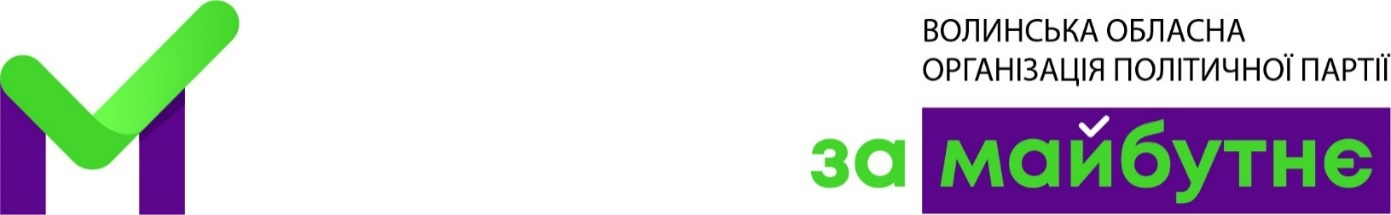 ВОЛИНСЬКА ОБЛАСНА
ОРГАНІЗАЦІЯ ПОЛІТИЧНОЇ ПАРТІЇ
за майбутнє